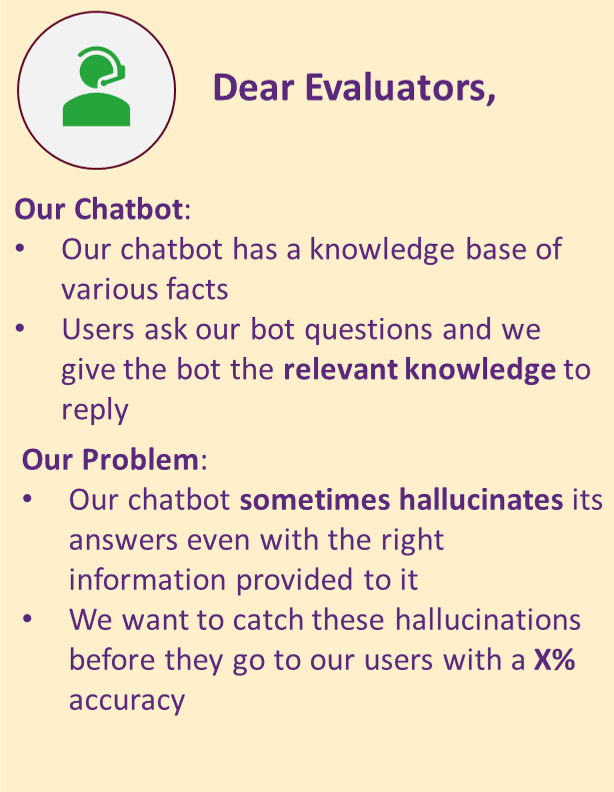 Dear Evaluators,
Our Chatbot:
• Our chatbot has a knowledge base of
various facts
• Users ask our bot questions and we
give the bot the relevant knowledge to
reply
Our Problem:
• Our chatbot sometimes hallucinates its
answers even with the right
information provided to it
• We want to catch these hallucinations
before they go to our users with a X%
accuracy